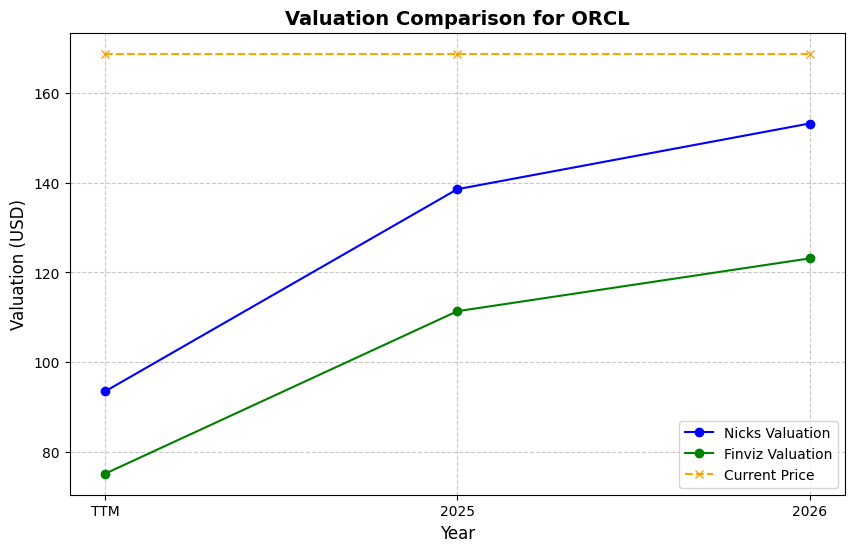 Valuation Comparison for ORCL
Valuation (USD)
160
140
120
100
80
TTM
2025
2026
Year
Nicks Valuation
Finviz Valuation
Current Price